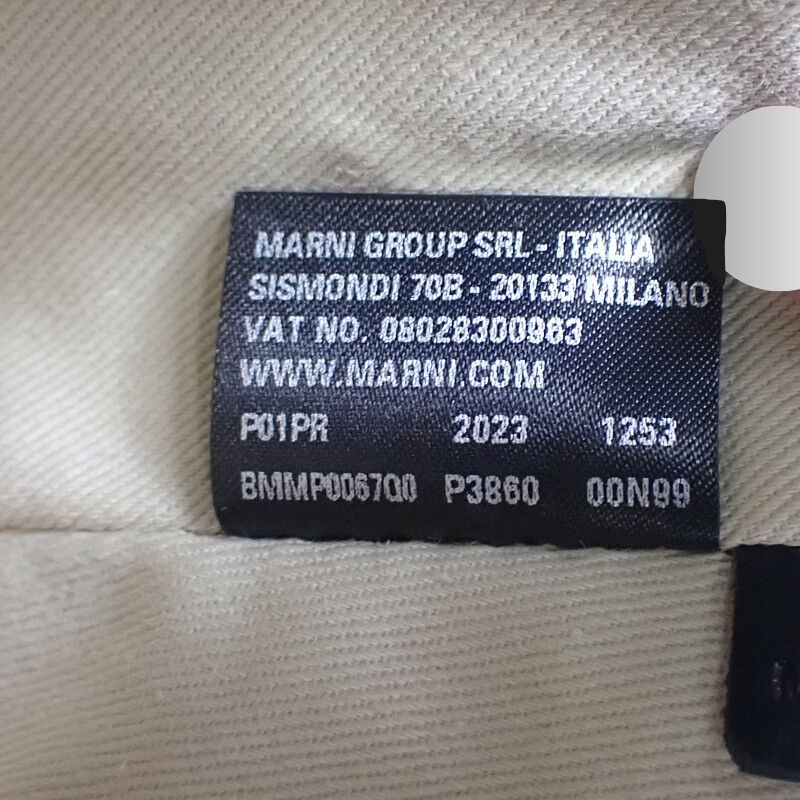 MARNI GROUP SRL - ITALIA
SISMONDI 70B - 20133 MILANO
VAT NO. 08028300963
WWW.MARNI.COM
P01PR 2023 1253
BMMP0067Q0 P3860 00N99